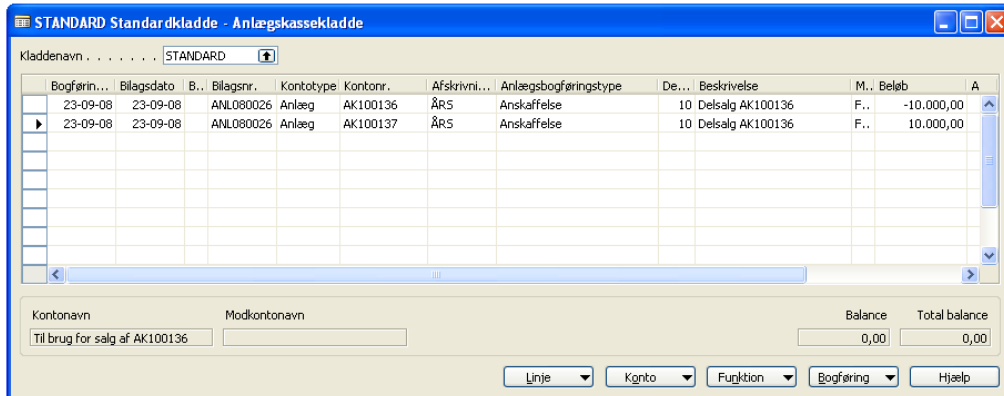 STANDARD Standardkladde - Anlægskassekladde
Kladdenavn . . . . . . . STANDARD
Bogførin... Bilagsdato B.. Bilagsnr. Kontotype Kontonr. Afskrivni... Anlægsbogføringstype De... Beskrivelse M.. Beløb A
23-09-08 23-09-08 ANL080026 Anlæg AK100136 ÅRS Anskaffelse 10 Delsalg AK100136 F.. -10.000,00
23-09-08 23-09-08 ANL080026 Anlæg AK100137 ÅRS Anskaffelse 10 Delsalg AK100136 F.. 10.000,00
Kontonavn Modkontonavn Balance Total balance
Til brug for salg af AK100136 0,00 0,00
Linje Konto Funktion Bogføring Hjælp